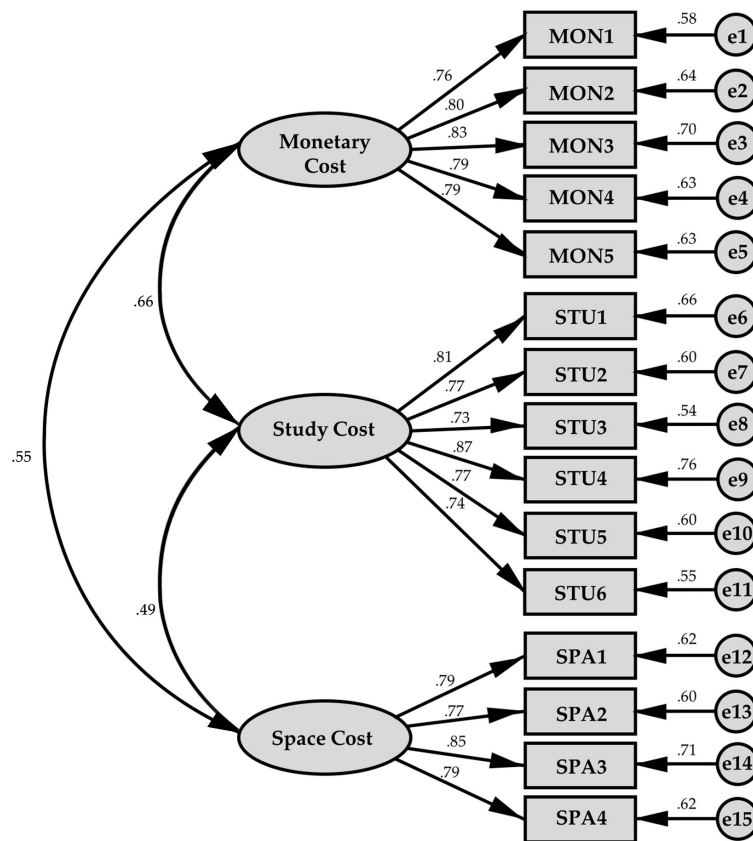 MON1
.58
e1
.76
MON2
.64
e2
.80
Monetary
Cost
.83
MON3
.70
e3
.79
MON4
.63
e4
.79
MON5
.63
e5
.66
STU1
.66
e6
.81
STU2
.60
e7
.77
Study Cost
.73
STU3
.54
e8
.87
STU4
.76
e9
.77
STU5
.60
e10
.74
STU6
.55
e11
.55
.49
SPA1
.62
e12
.79
SPA2
.60
e13
.77
Space Cost
.85
SPA3
.71
e14
.79
SPA4
.62
e15